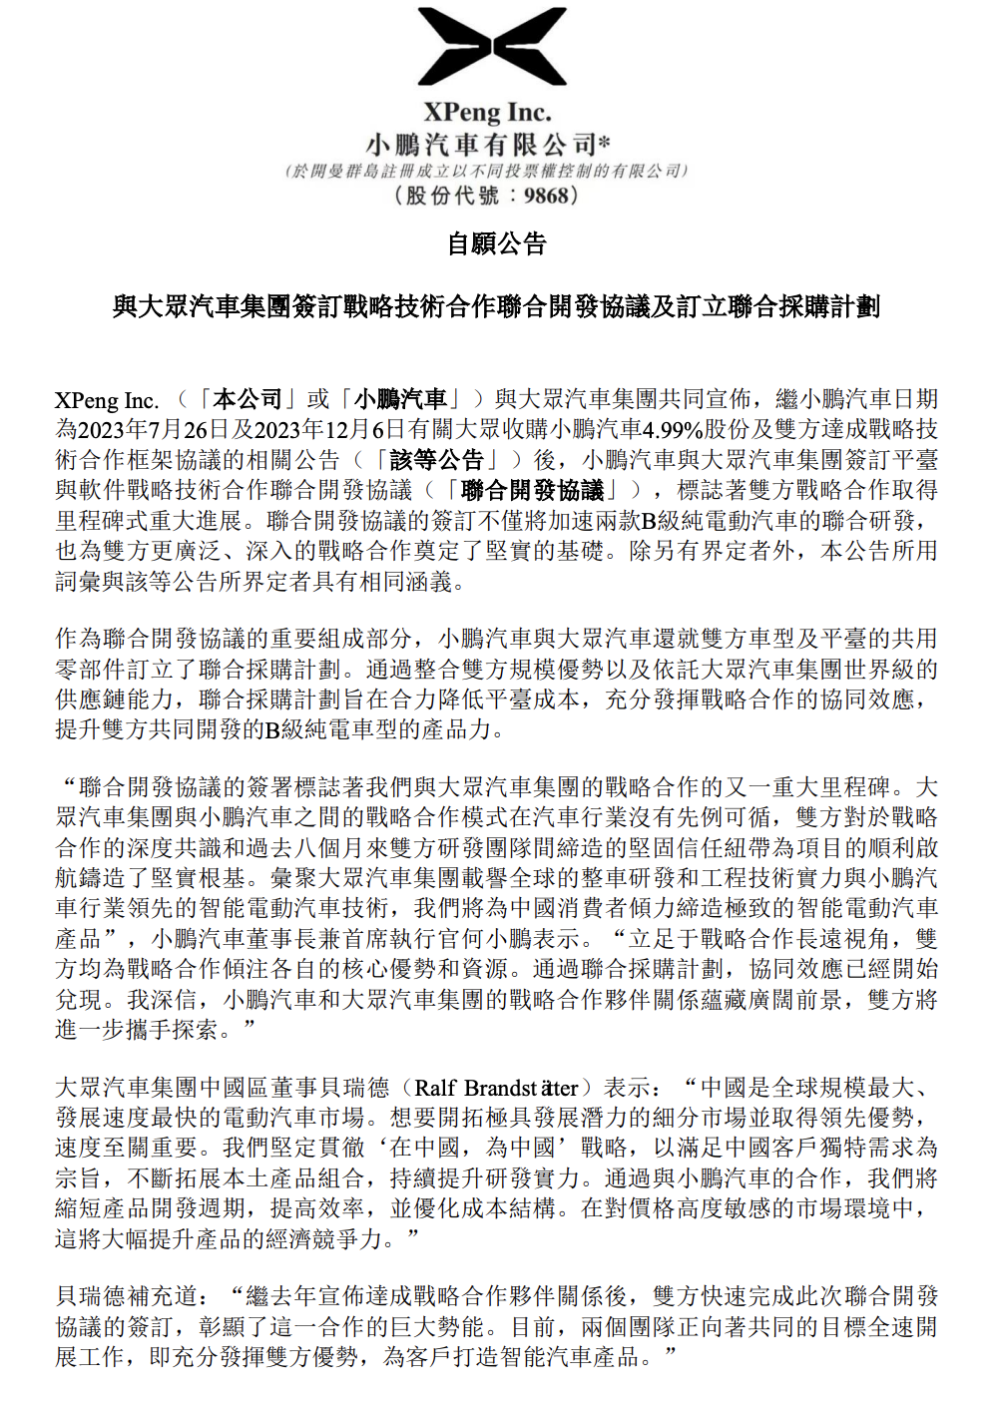 XPeng Inc.
小鵬汽車有限公司*
(於開曼群島註冊成立以不同投票權控制的有限公司)
（股份代號：9868）
自願公告
與大眾汽車集團簽訂戰略技術合作聯合開發協議及訂立聯合採購計劃
XPeng Inc. （「本公司」或「小鵬汽車」）與大眾汽車集團共同宣佈，繼小鵬汽車日期
為2023年7月26日及2023年12月6日有關大眾收購小鵬汽車4.99%股份及雙方達成戰略技
術合作框架協議的相關公告（「該等公告」）後，小鵬汽車與大眾汽車集團簽訂平臺
與軟件戰略技術合作聯合開發協議（「聯合開發協議」），標誌著雙方戰略合作取得
里程碑式重大進展。聯合開發協議的簽訂不僅將加速兩款B級純電動汽車的聯合研發，
也為雙方更廣泛、深入的戰略合作奠定了堅實的基礎。除另有界定者外，本公告所用
詞彙與該等公告所界定者具有相同涵義。
作為聯合開發協議的重要組成部分，小鵬汽車與大眾汽車還就雙方車型及平臺的共用
零部件訂立了聯合採購計劃。通過整合雙方規模優勢以及依託大眾汽車集團世界級的
供應鏈能力，聯合採購計劃旨在合力降低平臺成本，充分發揮戰略合作的協同效應，
提升雙方共同開發的B級純電車型的產品力。
“聯合開發協議的簽署標誌著我們與大眾汽車集團的戰略合作的又一重大里程碑。大
眾汽車集團與小鵬汽車之間的戰略合作模式在汽車行業沒有先例可循，雙方對於戰略
合作的深度共識和過去八個月來雙方研發團隊間締造的堅固信任紐帶為項目的順利啟
航鑄造了堅實根基。彙聚大眾汽車集團載譽全球的整車研發和工程技術實力與小鵬汽
車行業領先的智能電動汽車技術，我們將為中國消費者傾力締造極致的智能電動汽車
產品”，小鵬汽車董事長兼首席執行官何小鵬表示。“立足于戰略合作長遠視角，雙
方均為戰略合作傾注各自的核心優勢和資源。通過聯合採購計劃，協同效應已經開始
兌現。我深信，小鵬汽車和大眾汽車集團的戰略合作夥伴關係蘊藏廣闊前景，雙方將
進一步攜手探索。”
大眾汽車集團中國區董事貝瑞德（Ralf Brandstätter）表示：“中國是全球規模最大、
發展速度最快的電動汽車市場。想要開拓極具發展潛力的細分市場並取得領先優勢，
速度至關重要。我們堅定貫徹‘在中國，為中國’戰略，以滿足中國客戶獨特需求為
宗旨，不斷拓展本土產品組合，持續提升研發實力。通過與小鵬汽車的合作，我們將
縮短產品開發週期，提高效率，並優化成本結構。在對價格高度敏感的市場環境中，
這將大幅提升產品的經濟競爭力。”
貝瑞德補充道：“繼去年宣佈達成戰略合作夥伴關係後，雙方快速完成此次聯合開發
協議的簽訂，彰顯了這一合作的巨大勢能。目前，兩個團隊正向著共同的目標全速開
展工作，即充分發揮雙方優勢，為客戶打造智能汽車產品。”